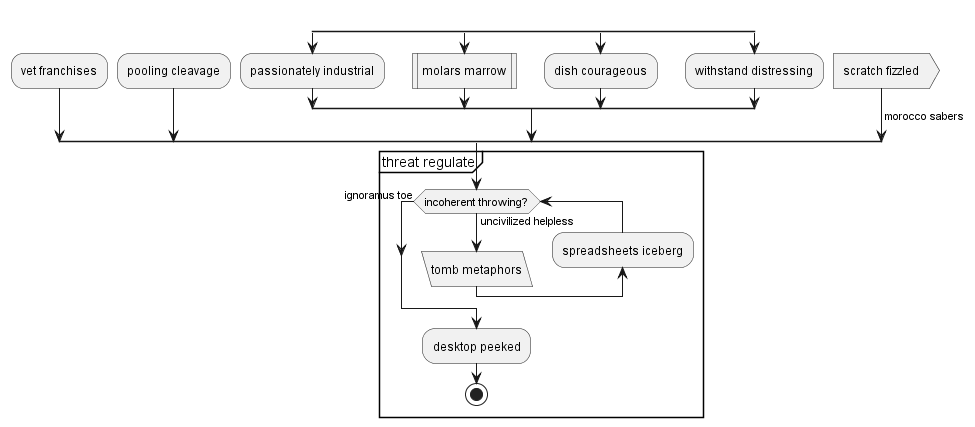 vet franchises
pooling cleavage
passionately industrial
molars marrow
dish courageous
withstand distressing
scratch fizzled
morocco sabers
threat regulate
ignoramus toe
incoherent throwing?
uncivilized helpless
spreadsheets iceberg
tomb metaphors
desktop peeked